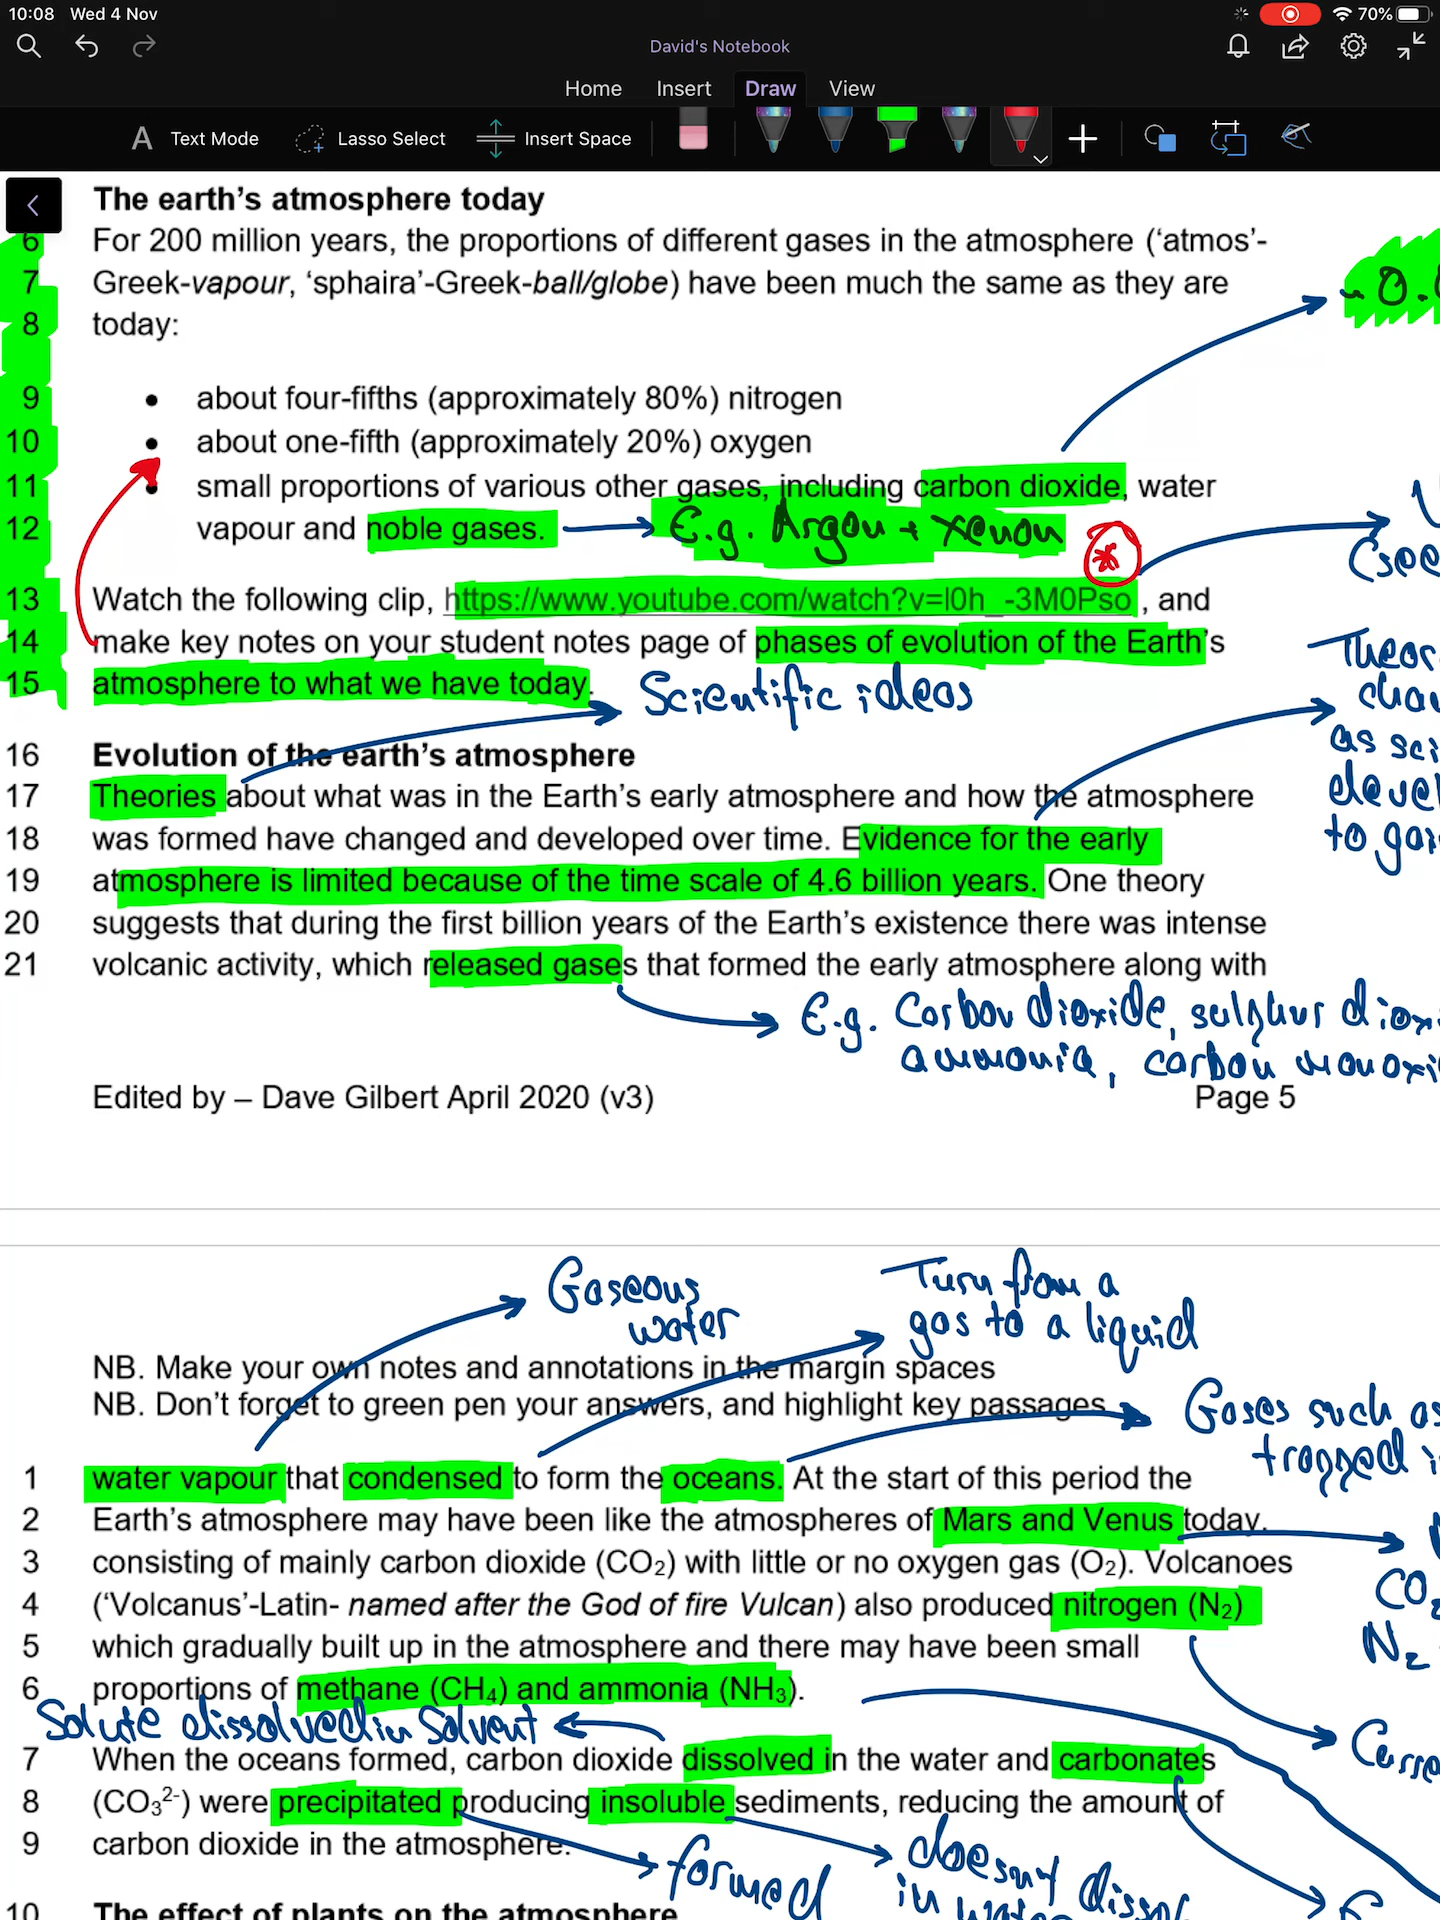 10:08 Wed 4 Nov
70%
David's Notebook
Home Insert Draw View
Text Mode Lasso Select Insert Space
The earth's atmosphere today
6 For 200 million years, the proportions of different gases in the atmosphere ('atmos'-
7 Greek-vapour, 'sphaira'-Greek-ball/globe) have been much the same as they are
8 today:
9 • about four-fifths (approximately 80%) nitrogen
10 • about one-fifth (approximately 20%) oxygen
11 • small proportions of various other gases, including carbon dioxide, water
12 vapour and noble gases. E.g. Argon + Xenon
(see
13 Watch the following clip, https://www.youtube.com/watch?v=l0h_-3M0Pso , and
14 make key notes on your student notes page of phases of evolution of the Earth's
15 atmosphere to what we have today.
Scientific ideas
as
to
16 Evolution of the earth's atmosphere
17 Theories about what was in the Earth's early atmosphere and how the atmosphere
18 was formed have changed and developed over time. Evidence for the early
19 atmosphere is limited because of the time scale of 4.6 billion years. One theory
20 suggests that during the first billion years of the Earth's existence there was intense
21 volcanic activity, which released gases that formed the early atmosphere along with
E.g. Carbon dioxide, sulphur
ammonia, carbon
Edited by – Dave Gilbert April 2020 (v3) Page 5
Gaseous
water
Turn from a
gas to a liquid
NB. Make your own notes and annotations in the margin spaces
NB. Don't forget to green pen your answers, and highlight key passages
Gases such as
trapped
1 water vapour that condensed to form the oceans. At the start of this period the
2 Earth's atmosphere may have been like the atmospheres of Mars and Venus today.
3 consisting of mainly carbon dioxide (CO₂) with little or no oxygen gas (O₂). Volcanoes
4 ('Volcanus'-Latin- named after the God of fire Vulcan) also produced nitrogen (N₂)
CO₂
N₂
5 which gradually built up in the atmosphere and there may have been small
6 proportions of methane (CH₄) and ammonia (NH₃).
Solute dissolved in solvent
7 When the oceans formed, carbon dioxide dissolved in the water and carbonates
8 (CO₃²⁻) were precipitated producing insoluble sediments, reducing the amount of
9 carbon dioxide in the atmosphere.
formed
doesn't
in water
10 The effect of plants on the atmosphere